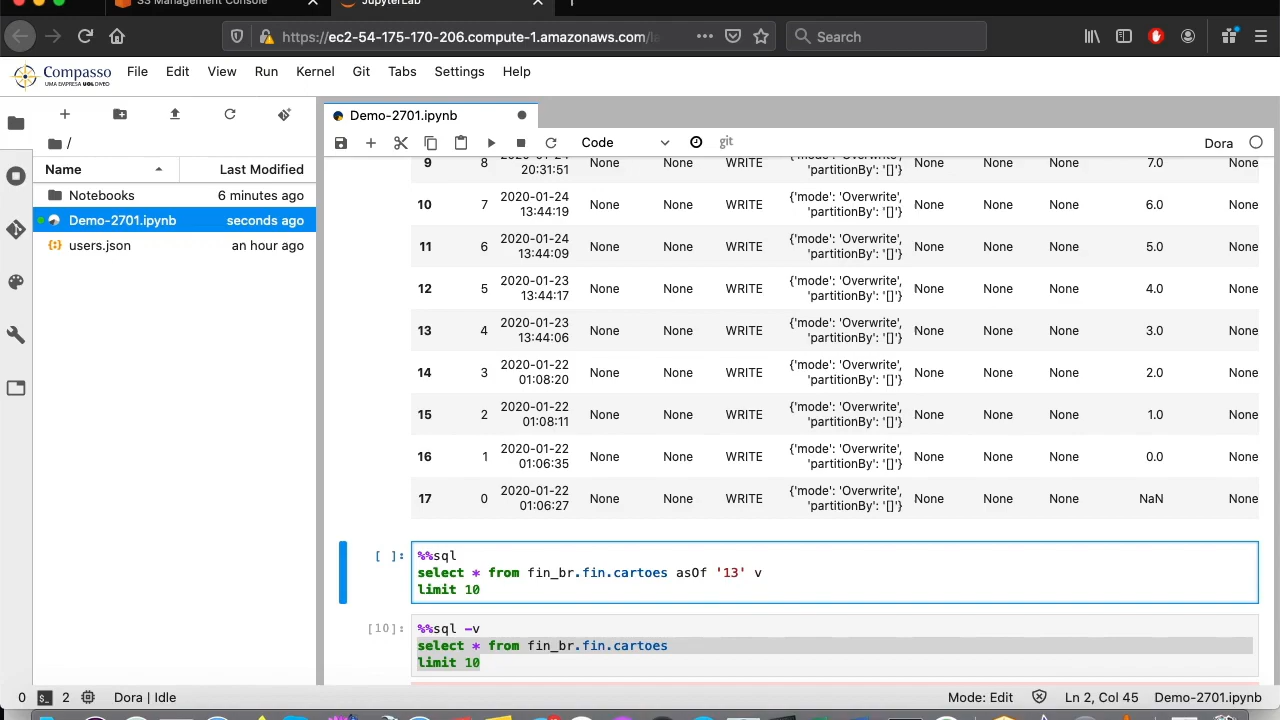 S3 Management Console
JupyterLab
https://ec2-54-175-170-206.compute-1.amazonaws.com/
Search
Compasso
UMA EMPRESA UOLDIVEO
File Edit View Run Kernel Git Tabs Settings Help
Demo-2701.ipynb
/
Code
git
Dora
Name Last Modified
Notebooks 6 minutes ago
Demo-2701.ipynb seconds ago
users.json an hour ago
9 8 2020-01-24 20:31:51 None None WRITE {'mode': 'Overwrite', 'partitionBy': '[]'} None None None 7.0 None
10 7 2020-01-24 13:44:19 None None WRITE {'mode': 'Overwrite', 'partitionBy': '[]'} None None None 6.0 None
11 6 2020-01-24 13:44:09 None None WRITE {'mode': 'Overwrite', 'partitionBy': '[]'} None None None 5.0 None
12 5 2020-01-23 13:44:17 None None WRITE {'mode': 'Overwrite', 'partitionBy': '[]'} None None None 4.0 None
13 4 2020-01-23 13:44:06 None None WRITE {'mode': 'Overwrite', 'partitionBy': '[]'} None None None 3.0 None
14 3 2020-01-22 01:08:20 None None WRITE {'mode': 'Overwrite', 'partitionBy': '[]'} None None None 2.0 None
15 2 2020-01-22 01:08:11 None None WRITE {'mode': 'Overwrite', 'partitionBy': '[]'} None None None 1.0 None
16 1 2020-01-22 01:06:35 None None WRITE {'mode': 'Overwrite', 'partitionBy': '[]'} None None None 0.0 None
17 0 2020-01-22 01:06:27 None None WRITE {'mode': 'Overwrite', 'partitionBy': '[]'} None None None NaN None
[ ]: %%sql
select * from fin_br.fin.cartoes asOf '13' v
limit 10
[10]: %%sql -v
select * from fin_br.fin.cartoes
limit 10
0 2 Dora | Idle Mode: Edit Ln 2, Col 45 Demo-2701.ipynb